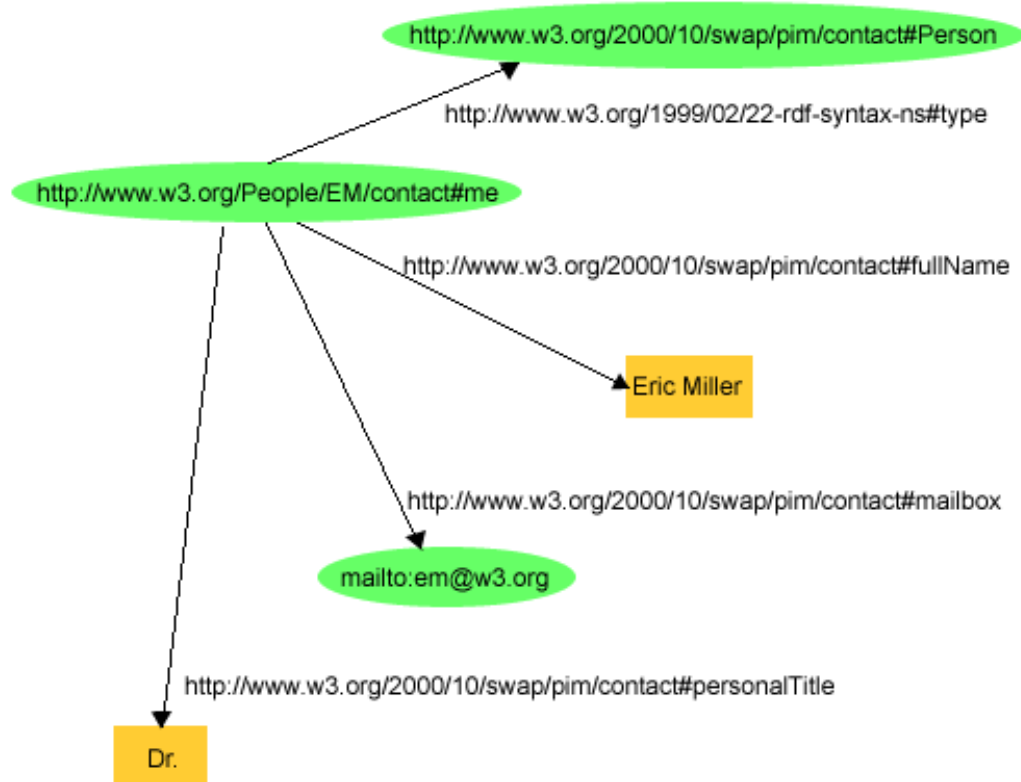 http://www.w3.org/2000/10/swap/pim/contact#Person
http://www.w3.org/1999/02/22-rdf-syntax-ns#type
http://www.w3.org/People/EM/contact#me
http://www.w3.org/2000/10/swap/pim/contact#fullName
Eric Miller
http://www.w3.org/2000/10/swap/pim/contact#mailbox
mailto:em@w3.org
http://www.w3.org/2000/10/swap/pim/contact#personalTitle
Dr.